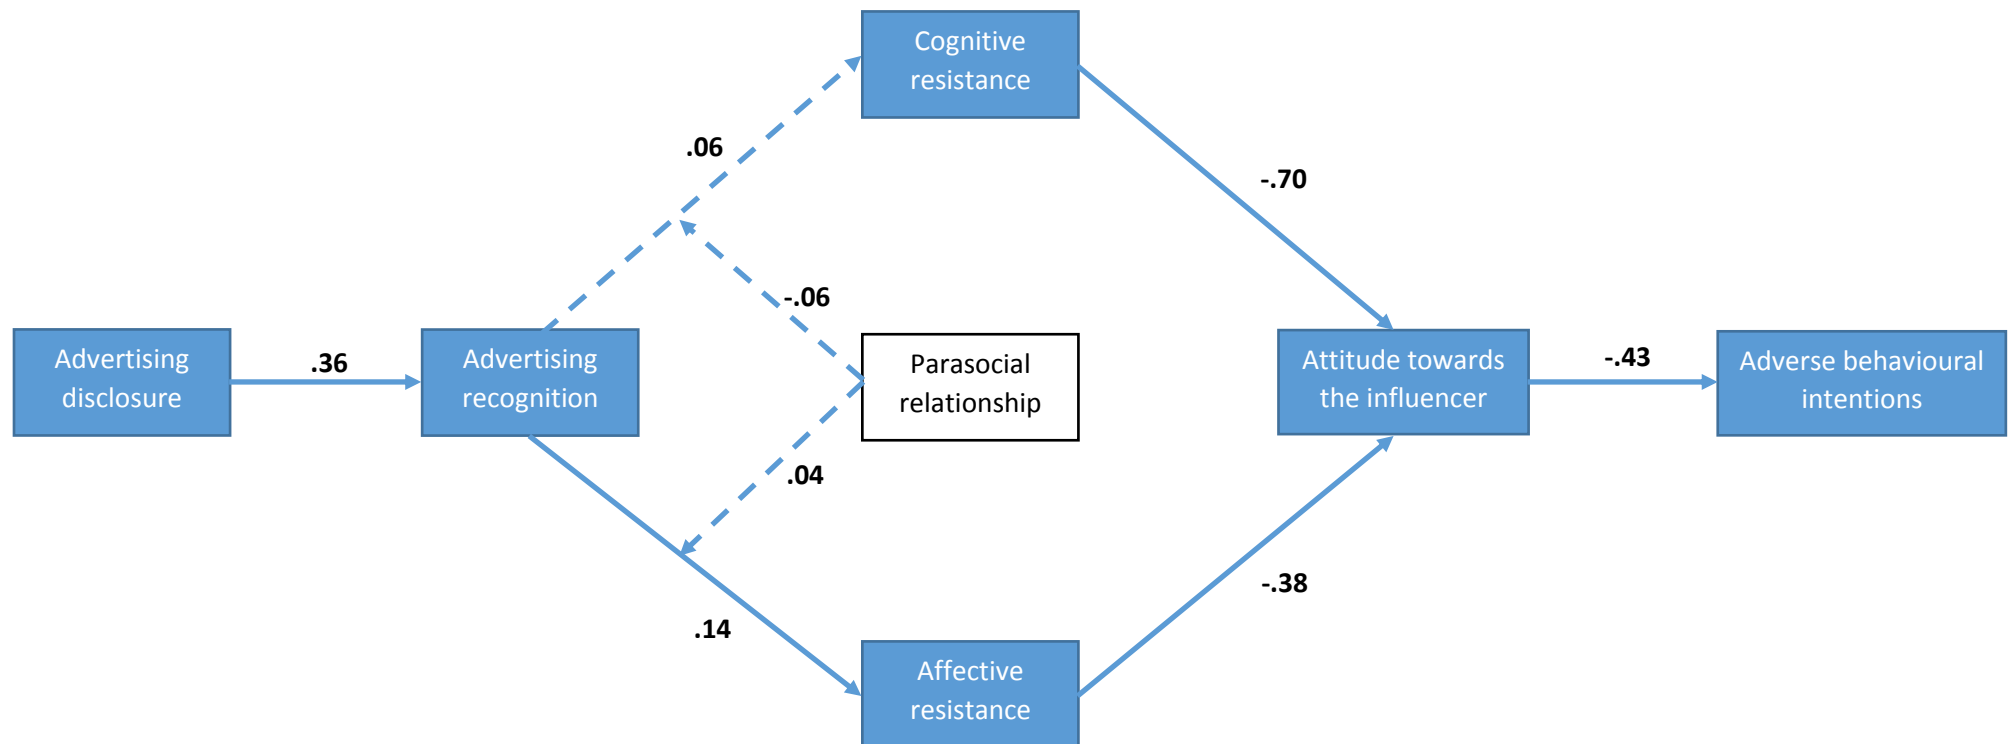 Cognitive
resistance
.06
-.70
-.06
Advertising
disclosure
.36
Advertising
recognition
Parasocial
relationship
Attitude towards
the influencer
-.43
Adverse behavioural
intentions
.04
-.38
.14
Affective
resistance